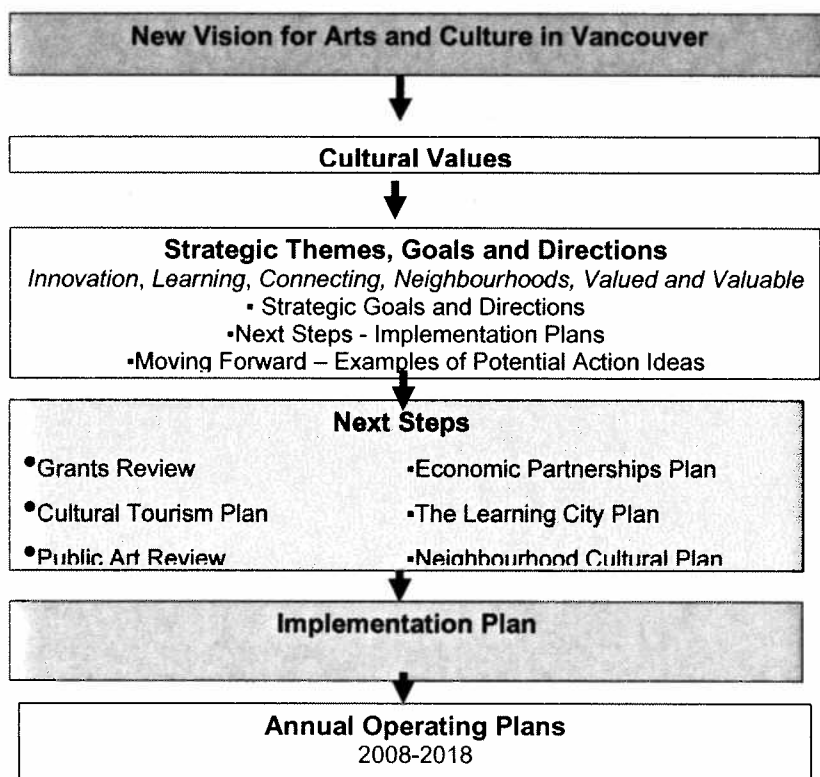 New Vision for Arts and Culture in Vancouver
Cultural Values
Strategic Themes, Goals and Directions
Innovation, Learning, Connecting, Neighbourhoods, Valued and Valuable
▪ Strategic Goals and Directions
▪Next Steps - Implementation Plans
▪Moving Forward – Examples of Potential Action Ideas
Next Steps
•Grants Review
▪Economic Partnerships Plan
•Cultural Tourism Plan
▪The Learning City Plan
•Public Art Review
▪Neighbourhood Cultural Plan
Implementation Plan
Annual Operating Plans
2008-2018